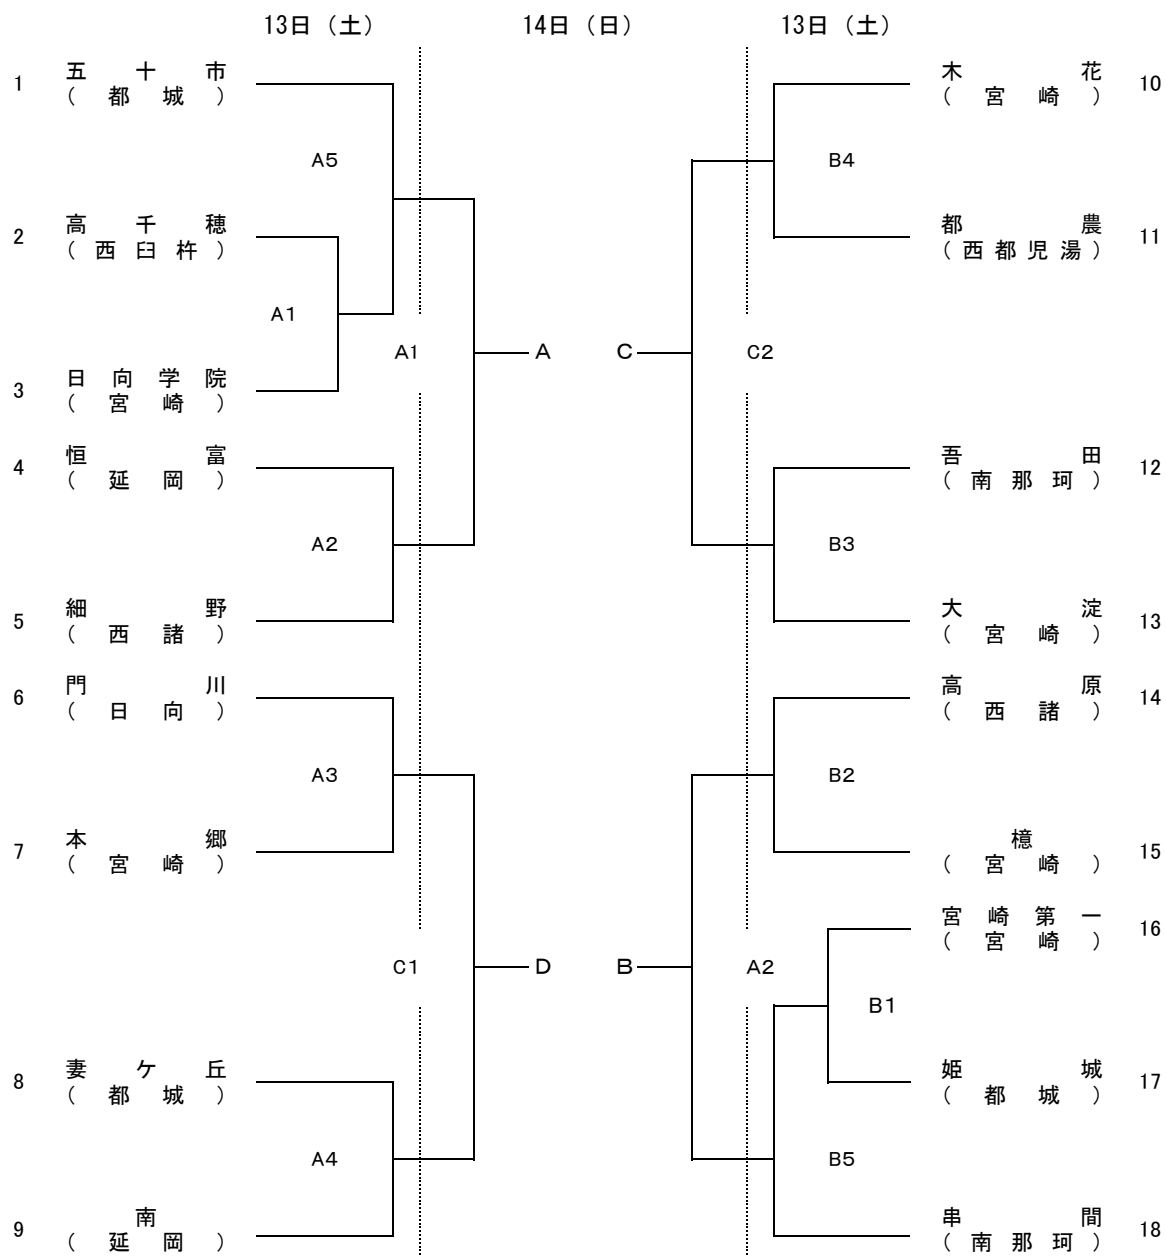 13日（土） 14日（日） 13日（土）
1 五十市
（都城）
A5
2 高千穂
（西臼杵）
A1
3 日向学院
（宮崎）
A1 A
4 恒富
（延岡）
A2
5 細野
（西諸）
6 門川
（日向）
A3
7 本郷
（宮崎）
C1 D
8 妻ケ丘
（都城）
A4
9 南
（延岡）
木花 10
（宮崎）
B4
都農 11
（西都児湯）
C C2
吾田 12
（南那珂）
B3
大淀 13
（宮崎）
高原 14
（西諸）
B2
檍 15
（宮崎）
宮崎第一 16
（宮崎）
B A2
B1
姫城 17
（都城）
B5
串間 18
（南那珂）